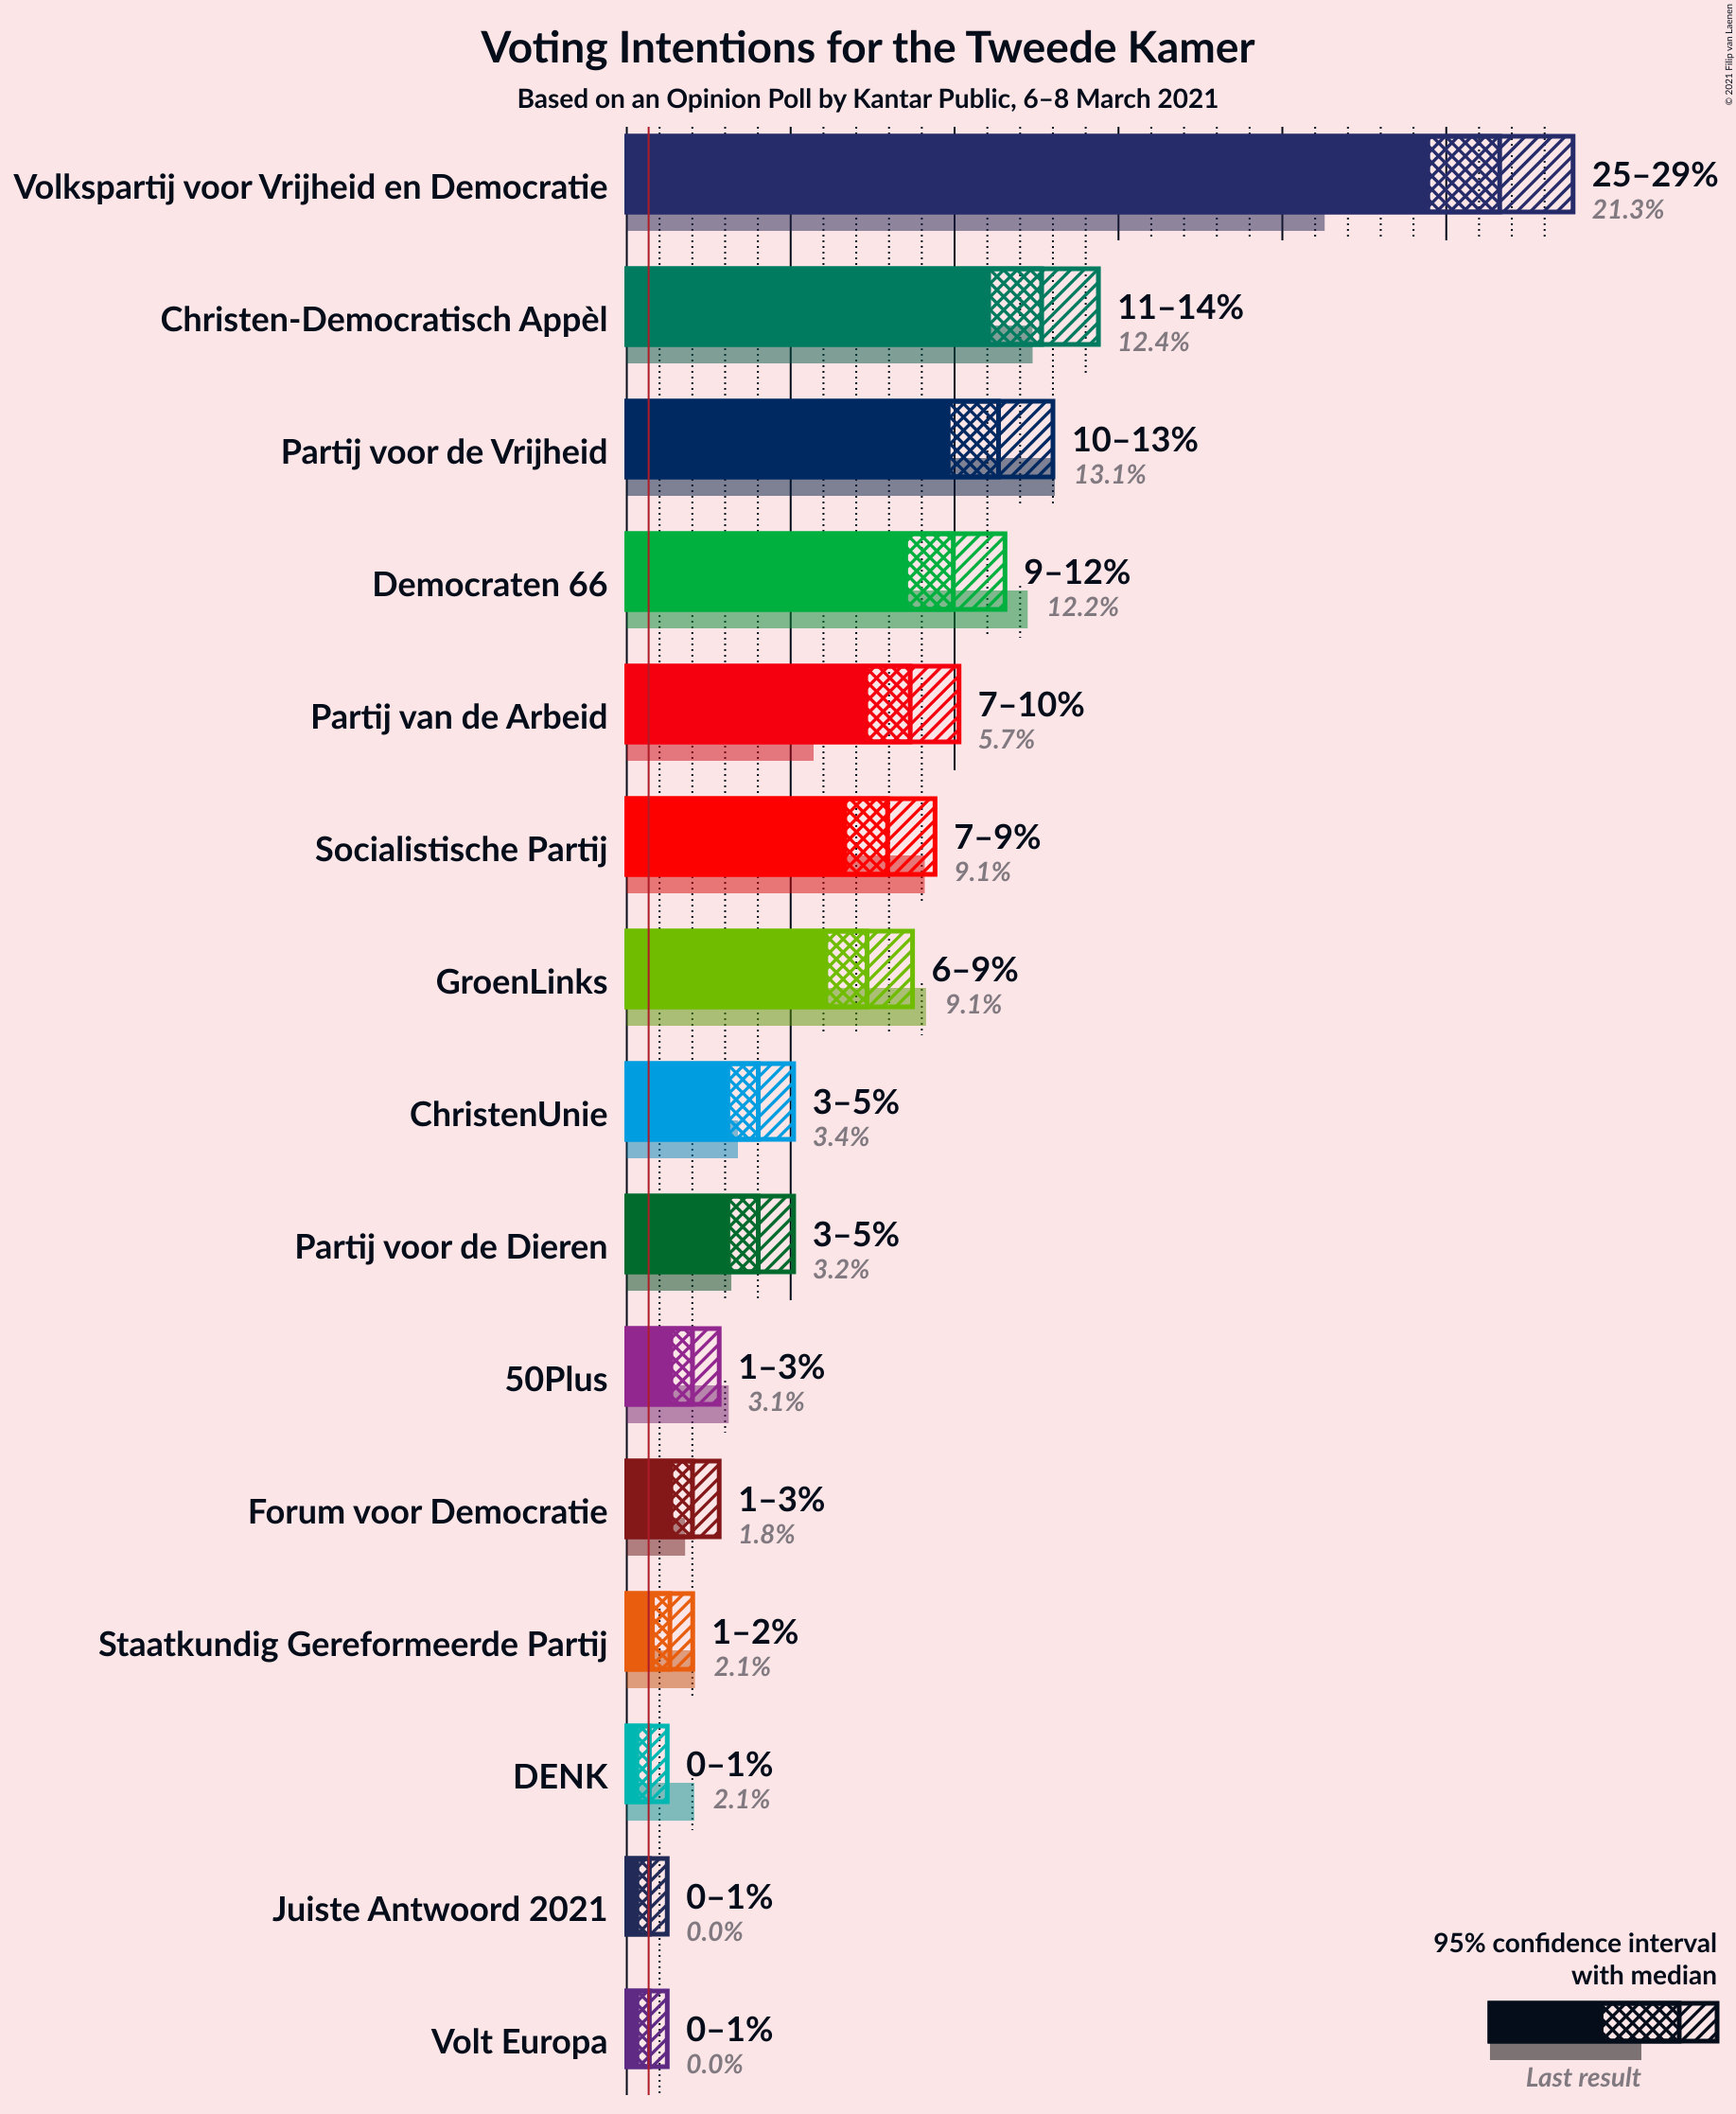 Voting Intentions for the Tweede Kamer
Based on an Opinion Poll by Kantar Public, 6–8 March 2021
© 2021 Filip van Laenen
Volkspartij voor Vrijheid en Democratie
25–29%
21.3%
Christen-Democratisch Appèl
11–14%
12.4%
Partij voor de Vrijheid
10–13%
13.1%
Democraten 66
9–12%
12.2%
Partij van de Arbeid
7–10%
5.7%
Socialistische Partij
7–9%
9.1%
GroenLinks
6–9%
9.1%
ChristenUnie
3–5%
3.4%
Partij voor de Dieren
3–5%
3.2%
50Plus
1–3%
3.1%
Forum voor Democratie
1–3%
1.8%
Staatkundig Gereformeerde Partij
1–2%
2.1%
DENK
0–1%
2.1%
Juiste Antwoord 2021
0–1%
0.0%
Volt Europa
0–1%
0.0%
95% confidence interval
with median
Last result